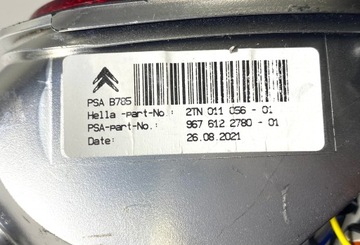 PSA B785
Hella -part-No.: 2TN 011 056 - 01
PSA-part-No.: 967 612 2780 - 01
Date: 26.08.2021